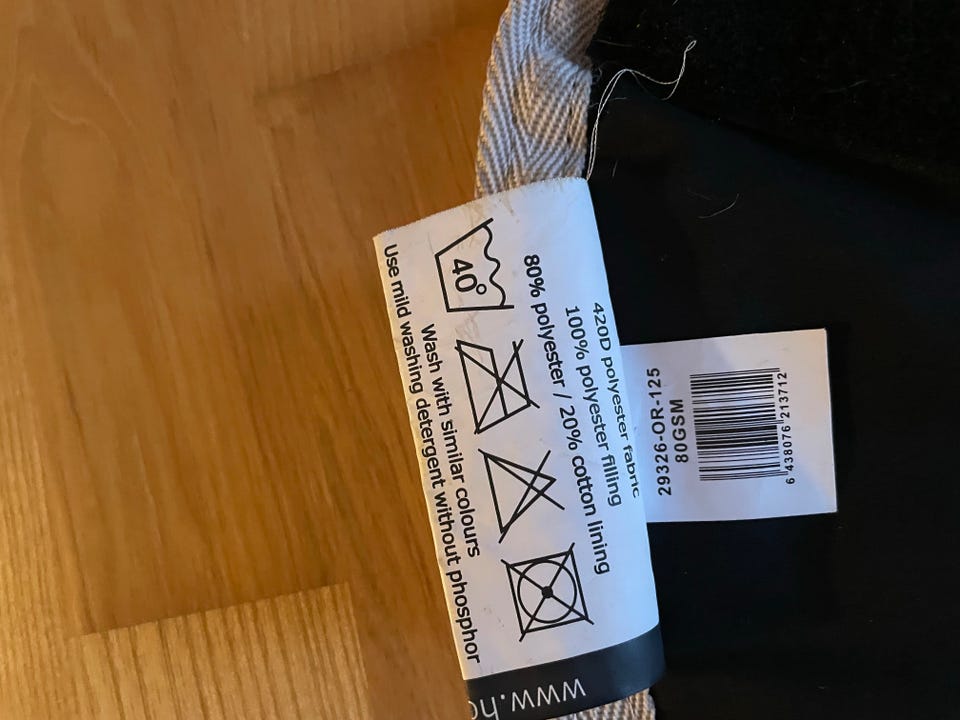 420D polyester fabric
100% polyester filling
80% polyester / 20% cotton lining
40°
Wash with similar colours
Use mild washing detergent without phosphor
29326-OR-125
80GSM
6 438076 213712